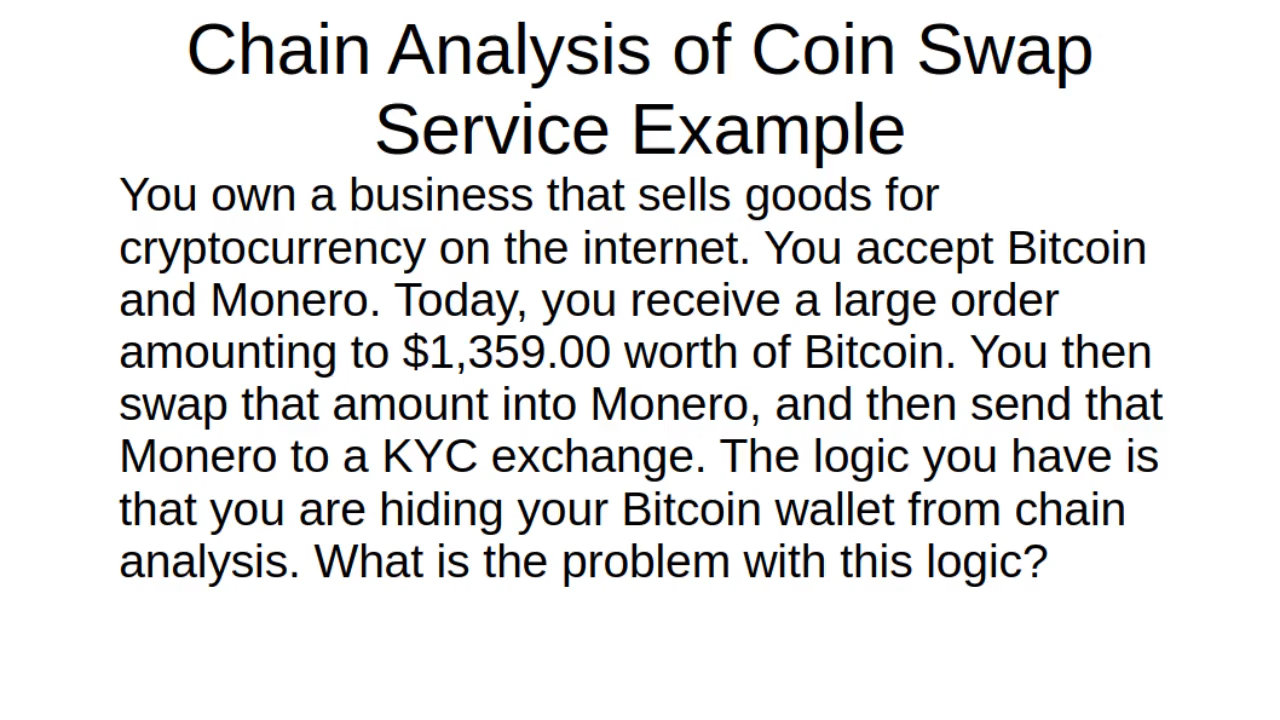 Chain Analysis of Coin Swap
Service Example
You own a business that sells goods for
cryptocurrency on the internet. You accept Bitcoin
and Monero. Today, you receive a large order
amounting to $1,359.00 worth of Bitcoin. You then
swap that amount into Monero, and then send that
Monero to a KYC exchange. The logic you have is
that you are hiding your Bitcoin wallet from chain
analysis. What is the problem with this logic?